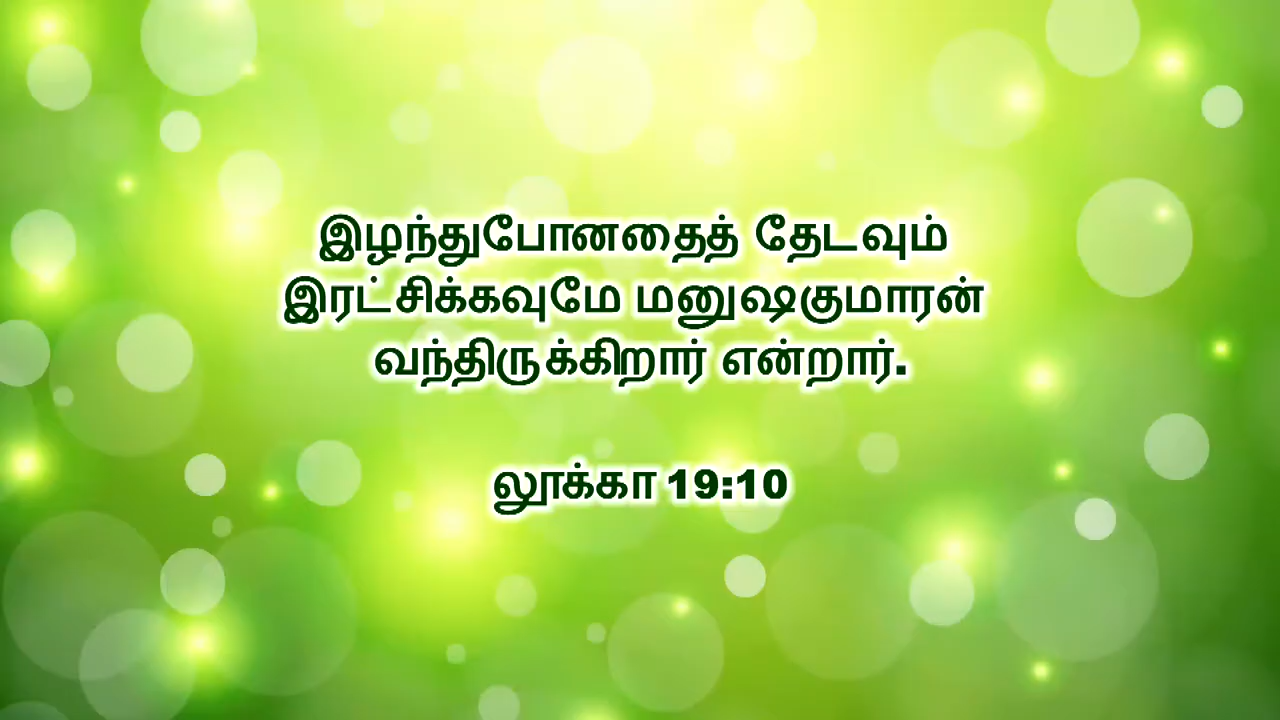 இழந்துபோனதைத் தேடவும்
இரட்சிக்கவுமே மனுஷகுமாரன்
வந்திருக்கிறார் என்றார்.
லூக்கா 19:10